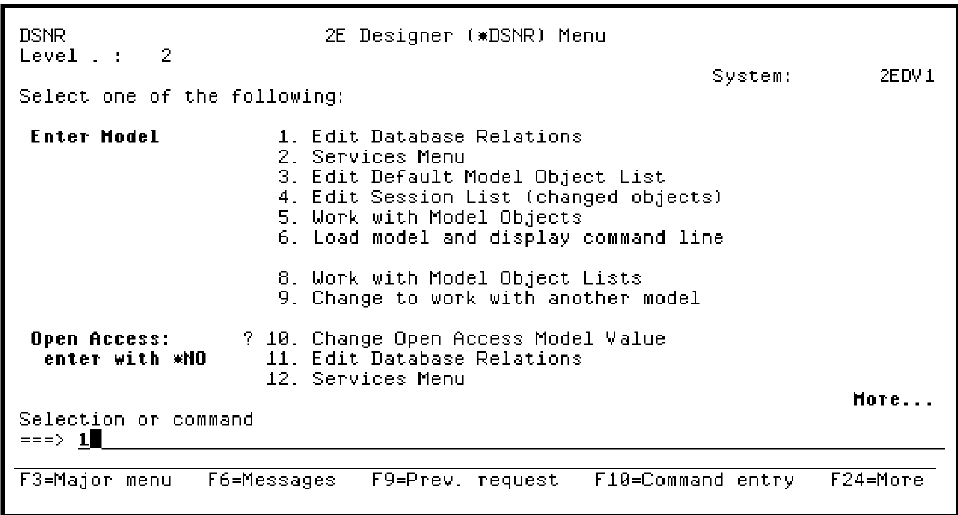 DSNR 2E Designer (*DSNR) Menu
Level . : 2
System: 2EDV1
Select one of the following:
Enter Model 1. Edit Database Relations
2. Services Menu
3. Edit Default Model Object List
4. Edit Session List (changed objects)
5. Work with Model Objects
6. Load model and display command line
8. Work with Model Object Lists
9. Change to work with another model
Open Access: ? 10. Change Open Access Model Value
enter with *NO 11. Edit Database Relations
12. Services Menu
More...
Selection or command
===> 1
F3=Major menu F6=Messages F9=Prev. request F10=Command entry F24=More